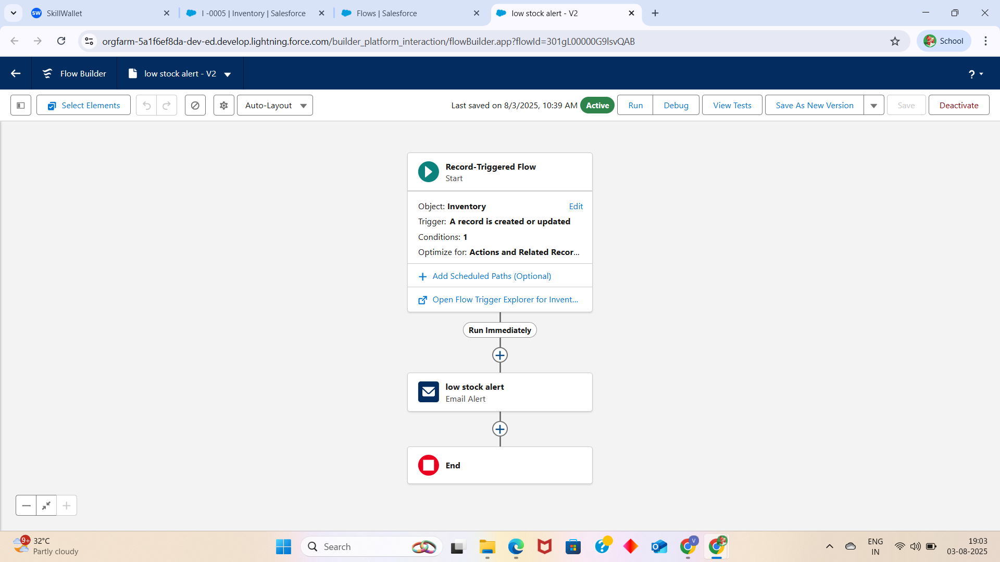 SkillWallet
I -0005 | Inventory | Salesforce
Flows | Salesforce
low stock alert - V2
orgfarm-5a1f6ef8da-dev-ed.develop.lightning.force.com/builder_platform_interaction/flowBuilder.app?flowId=301gL00000G9lsvQAB
School
Flow Builder
low stock alert - V2
?
Select Elements
Auto-Layout
Last saved on 8/3/2025, 10:39 AM
Active
Run
Debug
View Tests
Save As New Version
Save
Deactivate
Record-Triggered Flow
Start
Object: Inventory
Edit
Trigger: A record is created or updated
Conditions: 1
Optimize for: Actions and Related Recor...
Add Scheduled Paths (Optional)
Open Flow Trigger Explorer for Invent...
Run Immediately
low stock alert
Email Alert
End
9+
32°C
Partly cloudy
Search
V
ENG
IN
19:03
03-08-2025